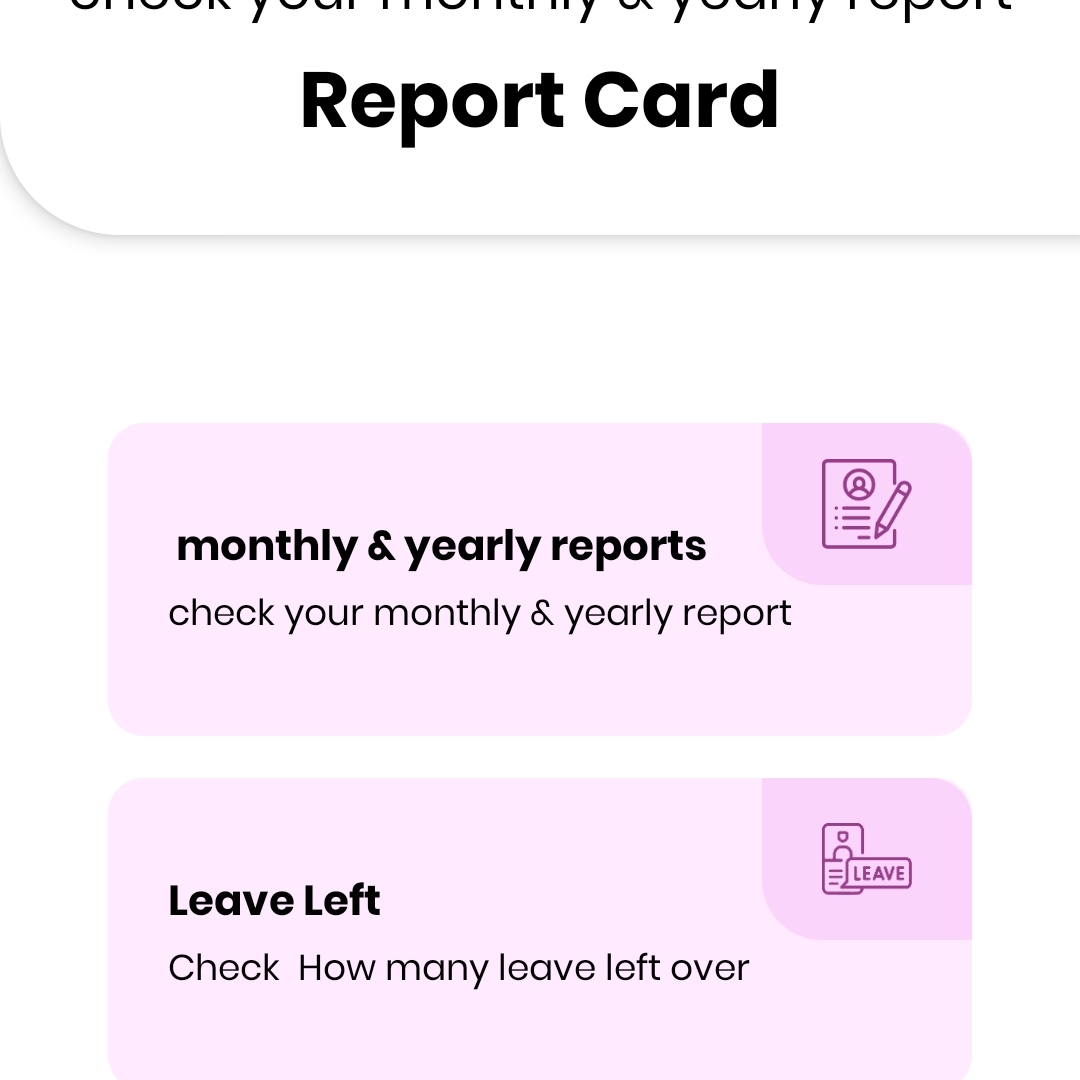 check your monthly & yearly report
Report Card
monthly & yearly reports
check your monthly & yearly report
LEAVE
Leave Left
Check  How many leave left over